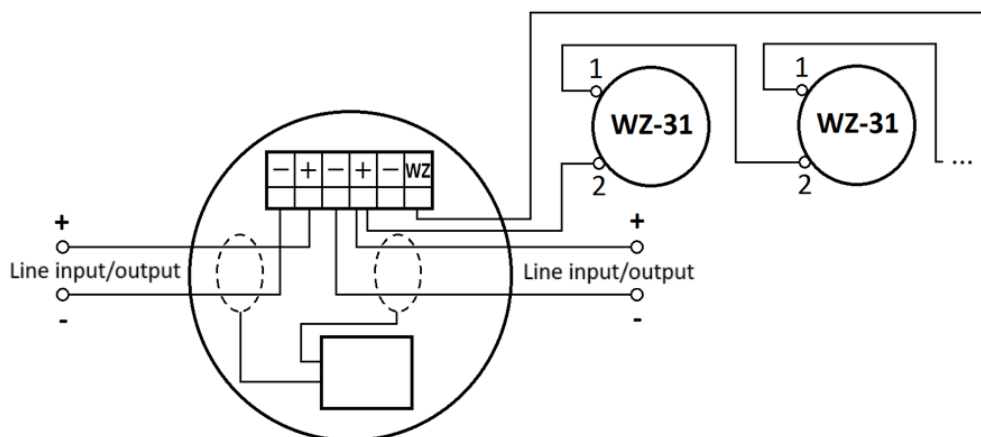 1
WZ-31
2
1
WZ-31
2
...
− + − + − WZ
+
Line input/output
-
+
Line input/output
-